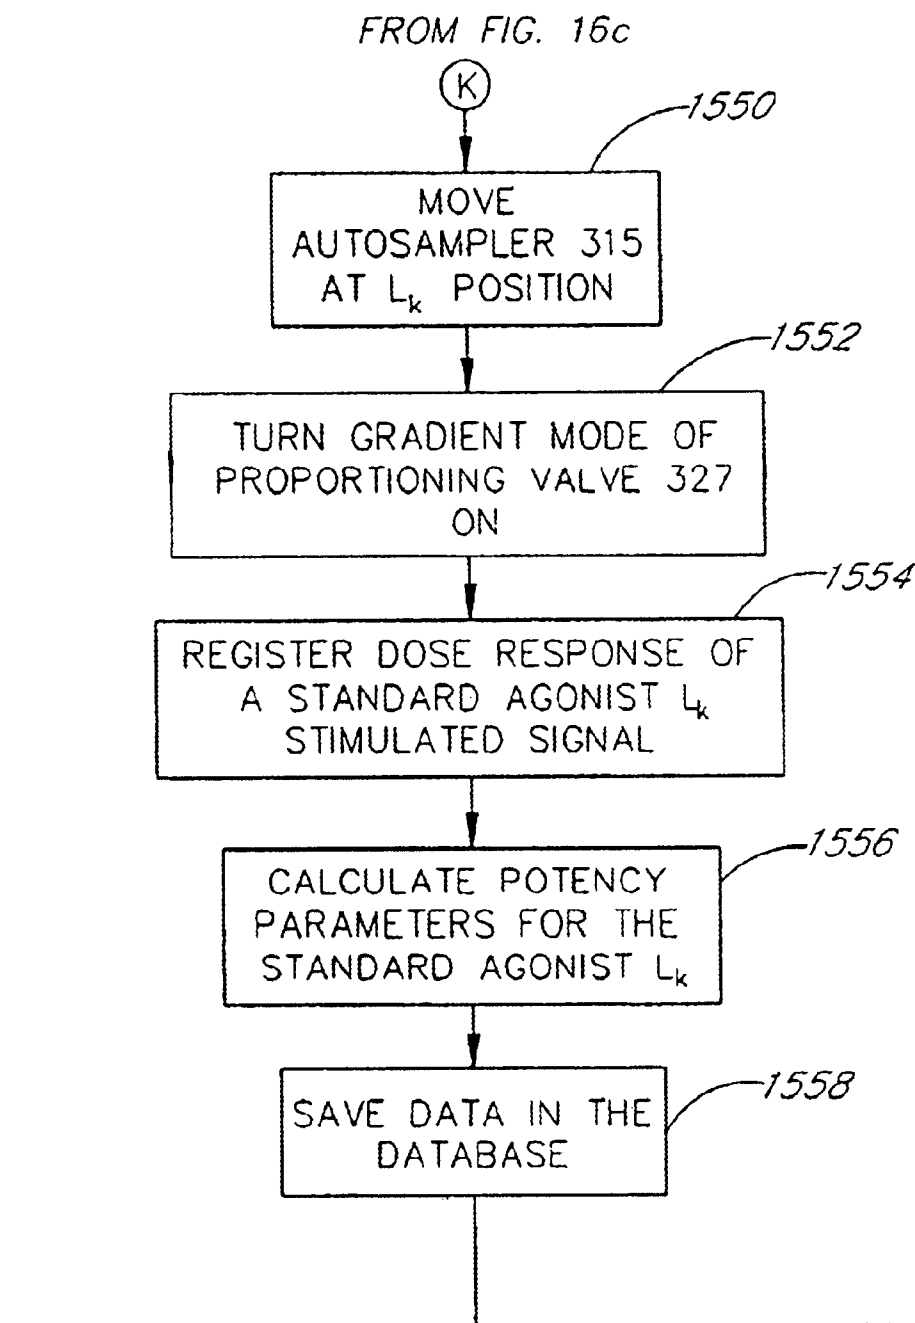 FROM FIG. 16c
K
1550
MOVE
AUTOSAMPLER 315
AT Lk POSITION
1552
TURN GRADIENT MODE OF
PROPORTIONING VALVE 327
ON
1554
REGISTER DOSE RESPONSE OF
A STANDARD AGONIST Lk
STIMULATED SIGNAL
1556
CALCULATE POTENCY
PARAMETERS FOR THE
STANDARD AGONIST Lk
1558
SAVE DATA IN THE
DATABASE